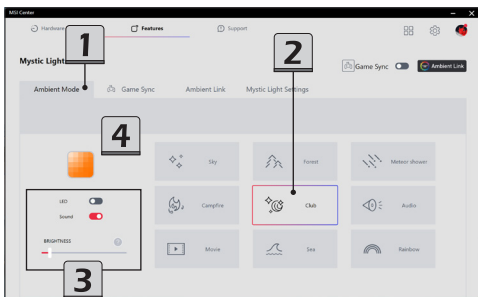 MSI Center
Hardware
Features
Support
1
2
Mystic Light
Game Sync
Ambient Link
Ambient Mode
Game Sync
Ambient Link
Mystic Light Settings
4
Sky
Forest
Meteor shower
LED
Sound
Campfire
Club
Audio
BRIGHTNESS
Movie
Sea
Rainbow
3